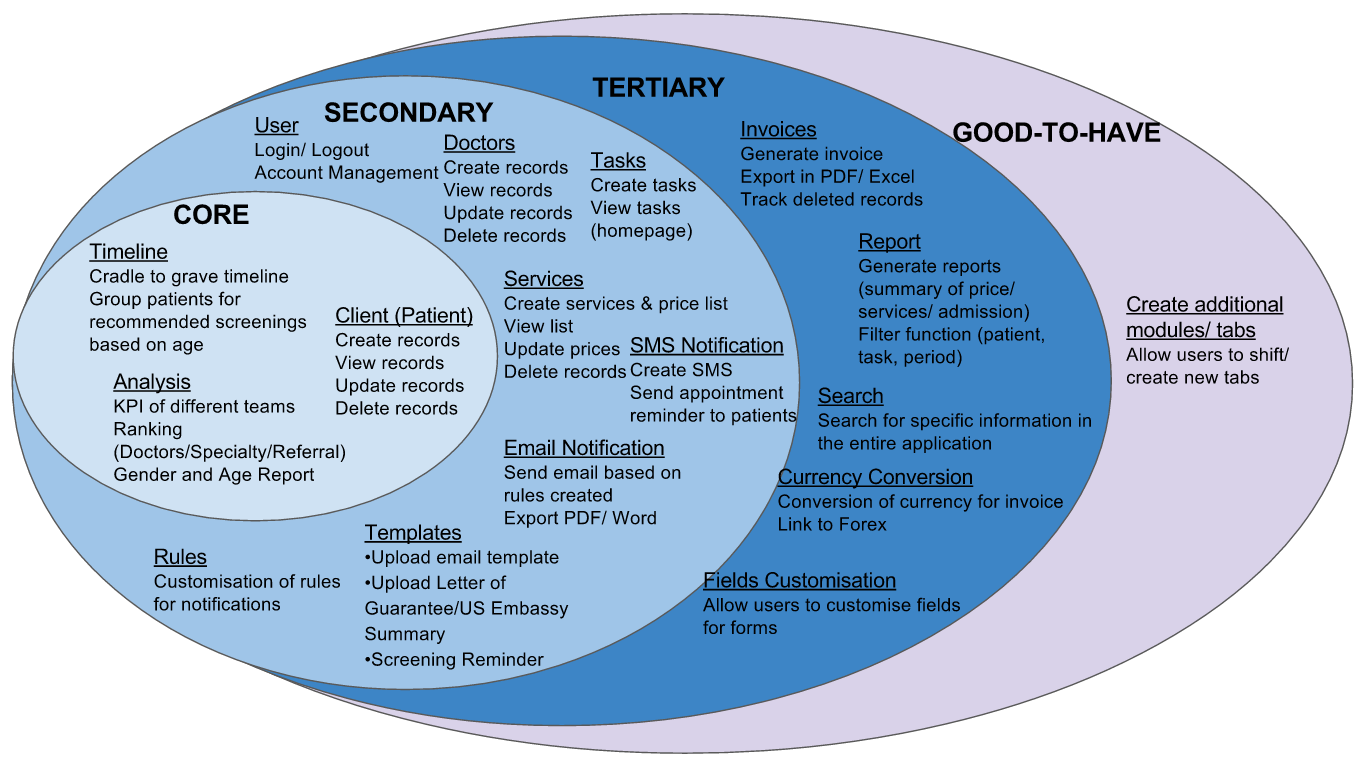 TERTIARY
SECONDARY
GOOD-TO-HAVE
CORE
User
Login/ Logout
Account Management
Doctors
Create records
View records
Update records
Delete records
Tasks
Create tasks
View tasks
(homepage)
Invoices
Generate invoice
Export in PDF/ Excel
Track deleted records
Timeline
Cradle to grave timeline
Group patients for
recommended screenings
based on age
Client (Patient)
Create records
View records
Update records
Delete records
Analysis
KPI of different teams
Ranking
(Doctors/Specialty/Referral)
Gender and Age Report
Services
Create services & price list
View list
Update prices
Delete records
SMS Notification
Create SMS
Send appointment
reminder to patients
Report
Generate reports
(summary of price/
services/ admission)
Filter function (patient,
task, period)
Create additional
modules/ tabs
Allow users to shift/
create new tabs
Search
Search for specific information in
the entire application
Email Notification
Send email based on
rules created
Export PDF/ Word
Currency Conversion
Conversion of currency for invoice
Link to Forex
Templates
•Upload email template
•Upload Letter of
Guarantee/US Embassy
Summary
•Screening Reminder
Rules
Customisation of rules
for notifications
Fields Customisation
Allow users to customise fields
for forms